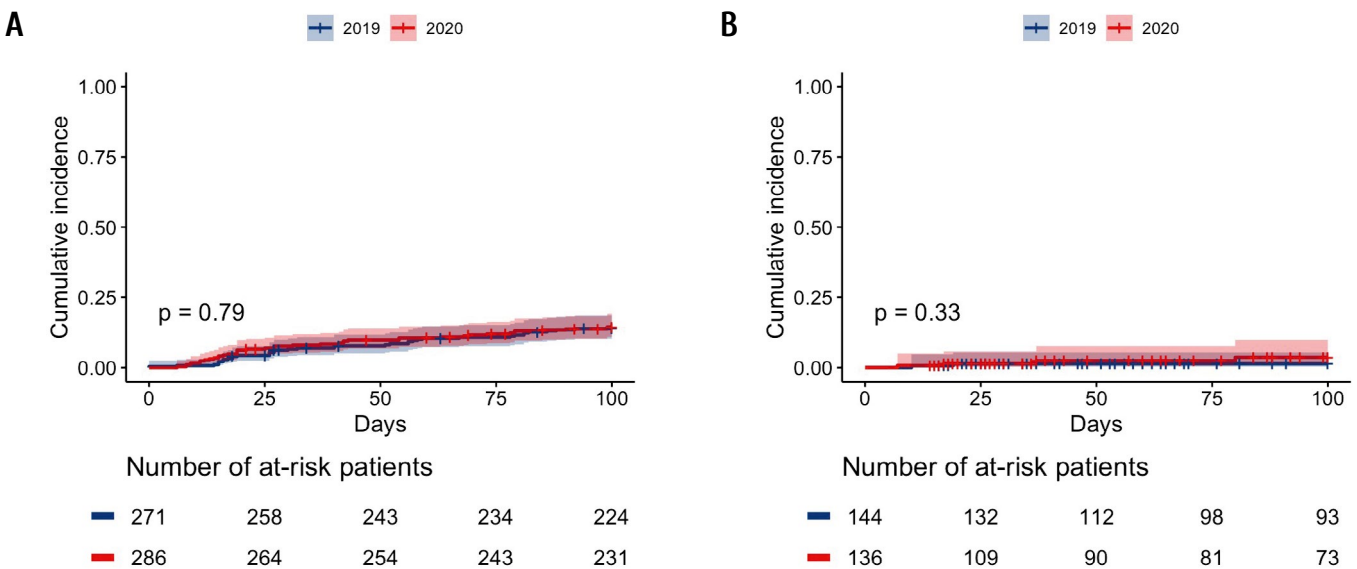 A
2019 2020
1.00
0.75
0.50
0.25
0.00
Cumulative incidence
p = 0.79
0 25 50 75 100
Days
Number of at-risk patients
271 258 243 234 224
286 264 254 243 231
B
2019 2020
1.00
0.75
0.50
0.25
0.00
Cumulative incidence
p = 0.33
0 25 50 75 100
Days
Number of at-risk patients
144 132 112 98 93
136 109 90 81 73